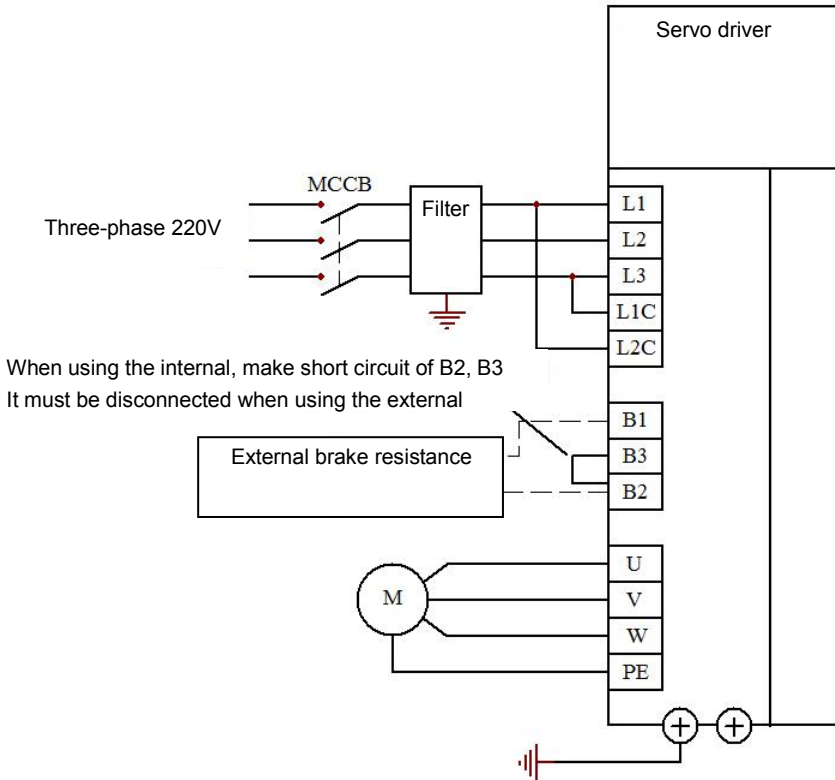 Servo driver
MCCB
Filter
Three-phase 220V
L1
L2
L3
L1C
L2C
When using the internal, make short circuit of B2, B3
It must be disconnected when using the external
External brake resistance
B1
B3
B2
M
U
V
W
PE